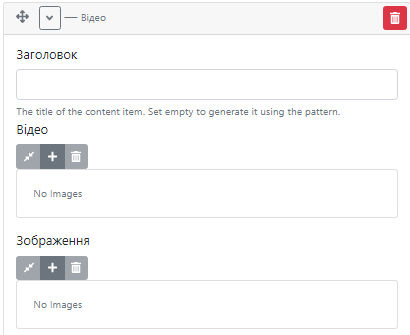 Відео
Заголовок
The title of the content item. Set empty to generate it using the pattern.
Відео
No Images
Зображення
No Images